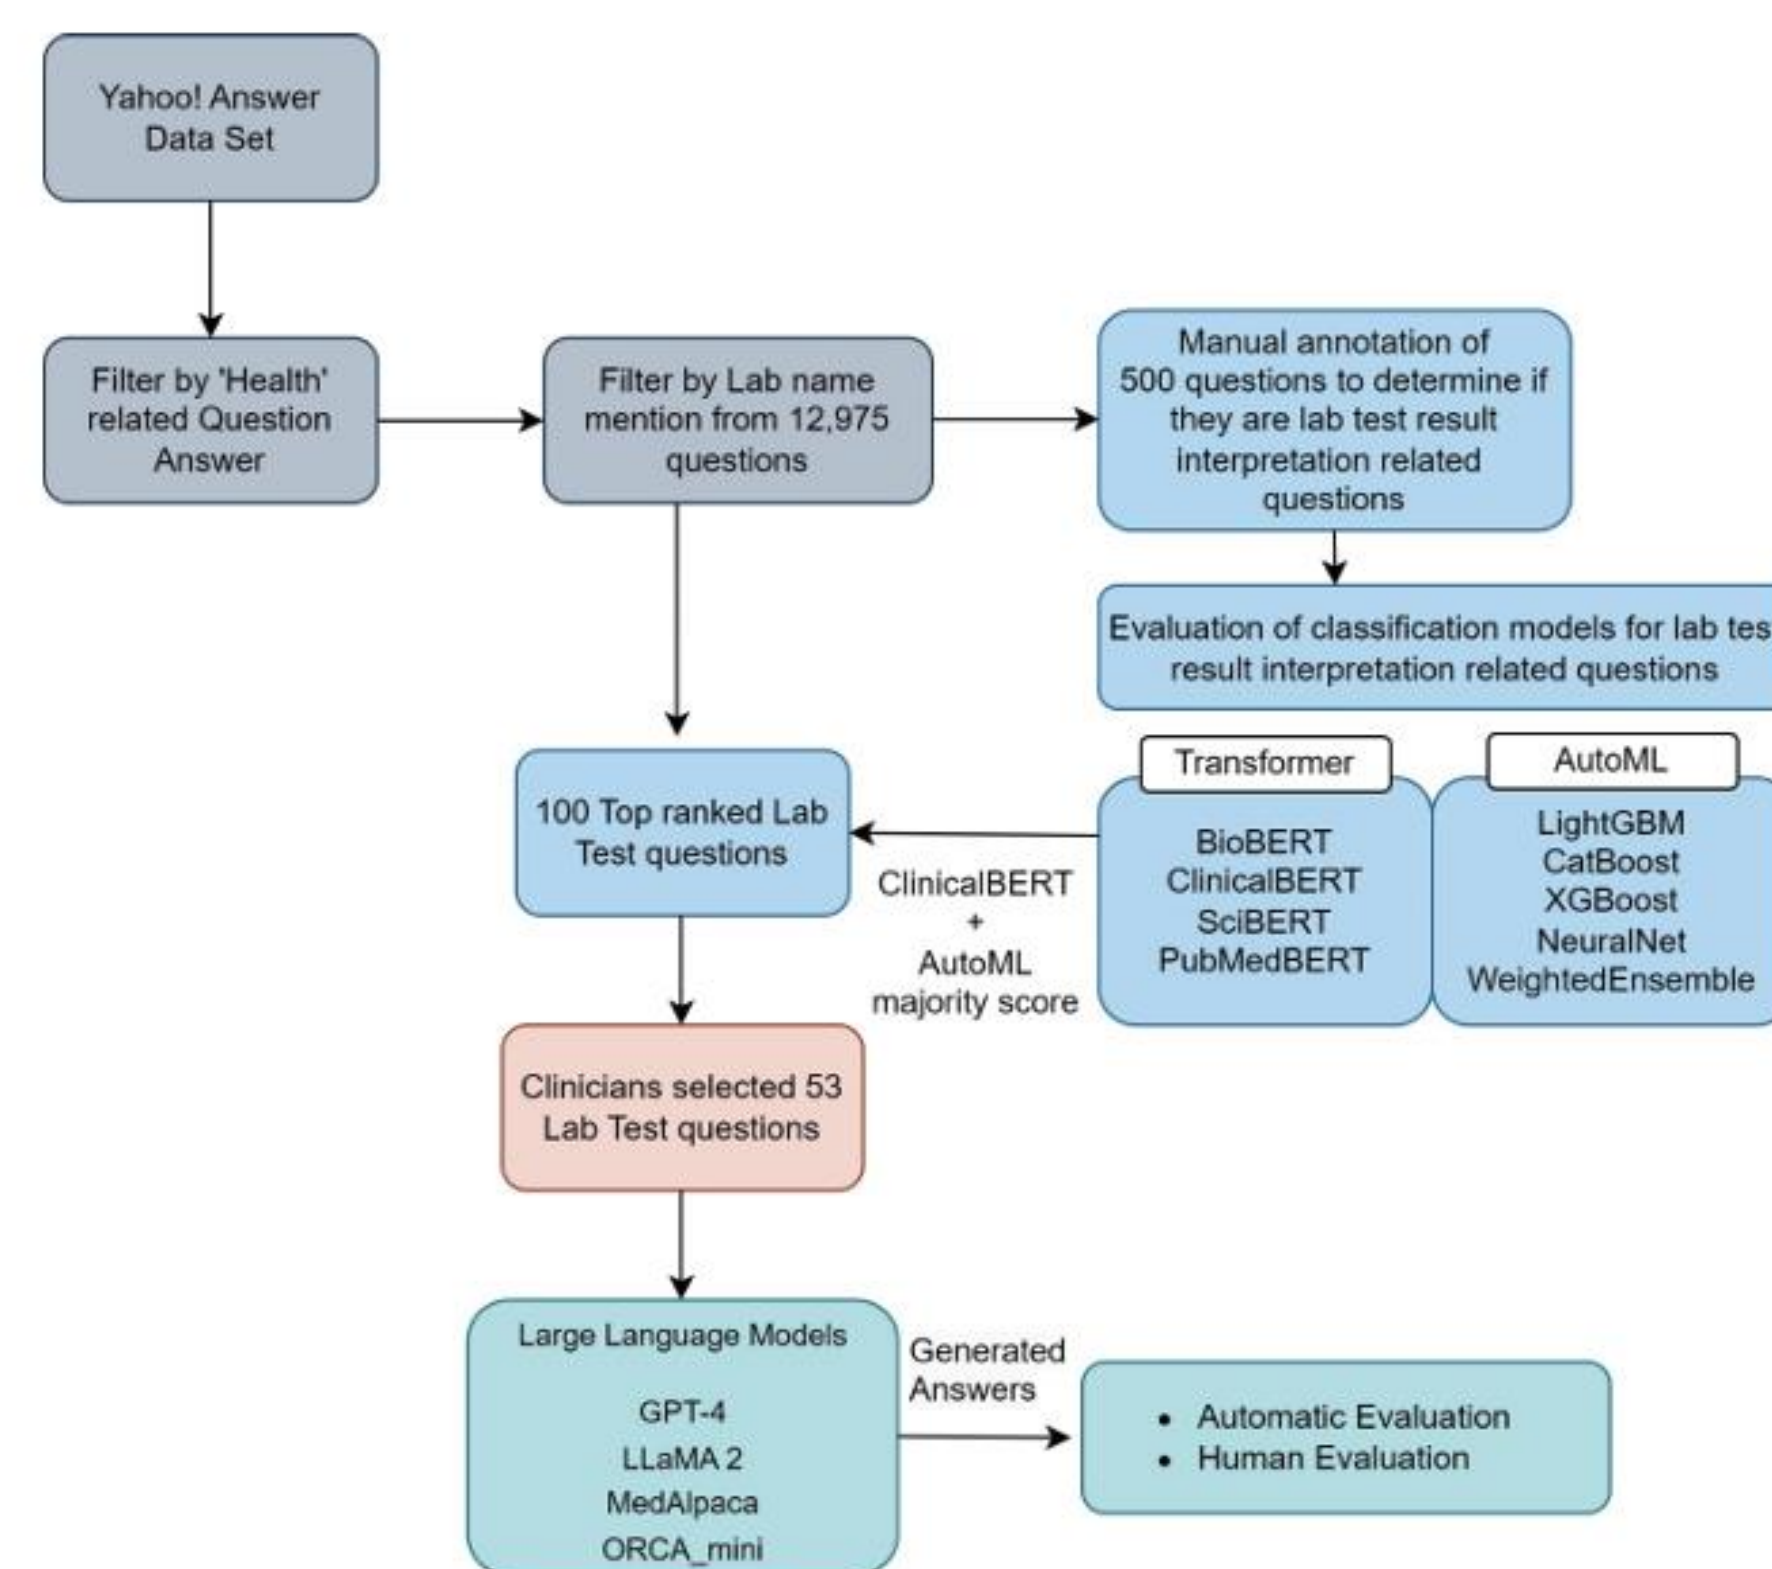 Yahoo! Answer
Data Set
Filter by 'Health'
related Question
Answer
Filter by Lab name
mention from 12,975
questions
Manual annotation of
500 questions to determine if
they are lab test result
interpretation related
questions
Evaluation of classification models for lab tes
result interpretation related questions
Transformer
BioBERT
ClinicalBERT
SciBERT
PubMedBERT
AutoML
LightGBM
CatBoost
XGBoost
NeuralNet
WeightedEnsemble
ClinicalBERT
+
AutoML
majority score
100 Top ranked Lab
Test questions
Clinicians selected 53
Lab Test questions
Large Language Models
GPT-4
LLaMA 2
MedAlpaca
ORCA_mini
Generated
Answers
• Automatic Evaluation
• Human Evaluation